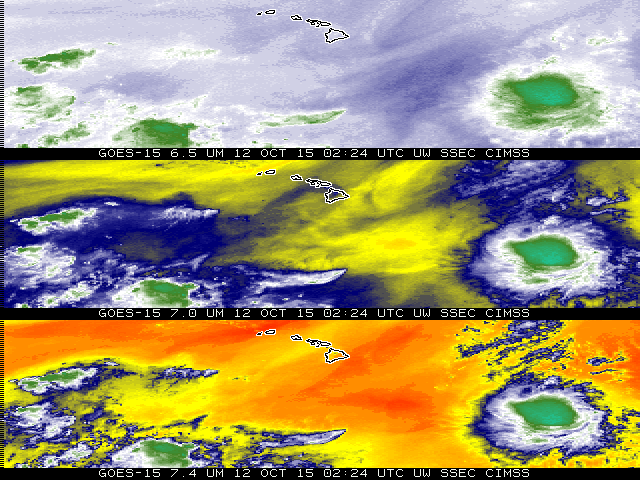 GOES-15 6.5 UM 12 OCT 15 02:24 UTC UW SSEC CIMSS
GOES-15 7.0 UM 12 OCT 15 02:24 UTC UW SSEC CIMSS
GOES-15 7.4 UM 12 OCT 15 02:24 UTC UW SSEC CIMSS